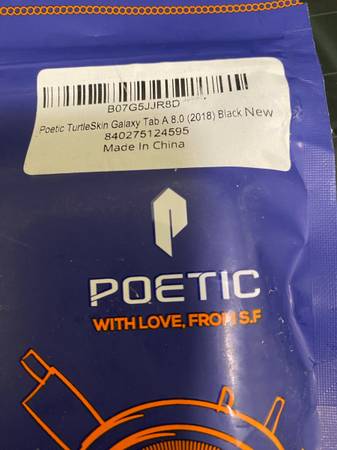 B07G5JJR8D
Poetic TurtleSkin Galaxy Tab A 8.0 (2018) Black New
840275124595
Made In China
POETIC
WITH LOVE, FROM S.F